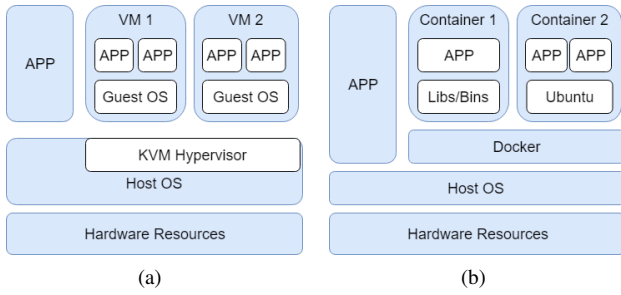 APP
VM 1
APP
APP
Guest OS
VM 2
APP
APP
Guest OS
KVM Hypervisor
Host OS
Hardware Resources
(a)
APP
Container 1
APP
Libs/Bins
Container 2
APP
APP
Ubuntu
Docker
Host OS
Hardware Resources
(b)